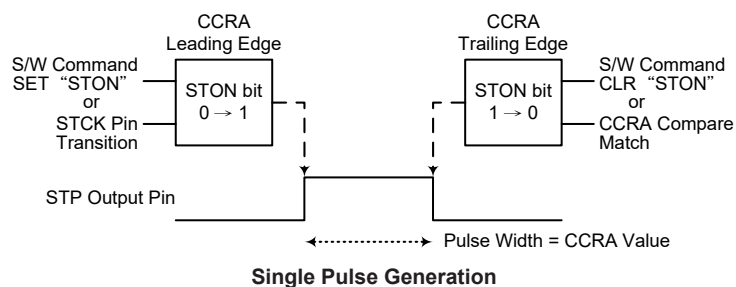 CCRA
Leading Edge
S/W Command
SET “STON”
or
STCK Pin
Transition
STON bit
0 → 1
CCRA
Trailing Edge
STON bit
1 → 0
S/W Command
CLR “STON”
or
CCRA Compare
Match
STP Output Pin
Pulse Width = CCRA Value
Single Pulse Generation